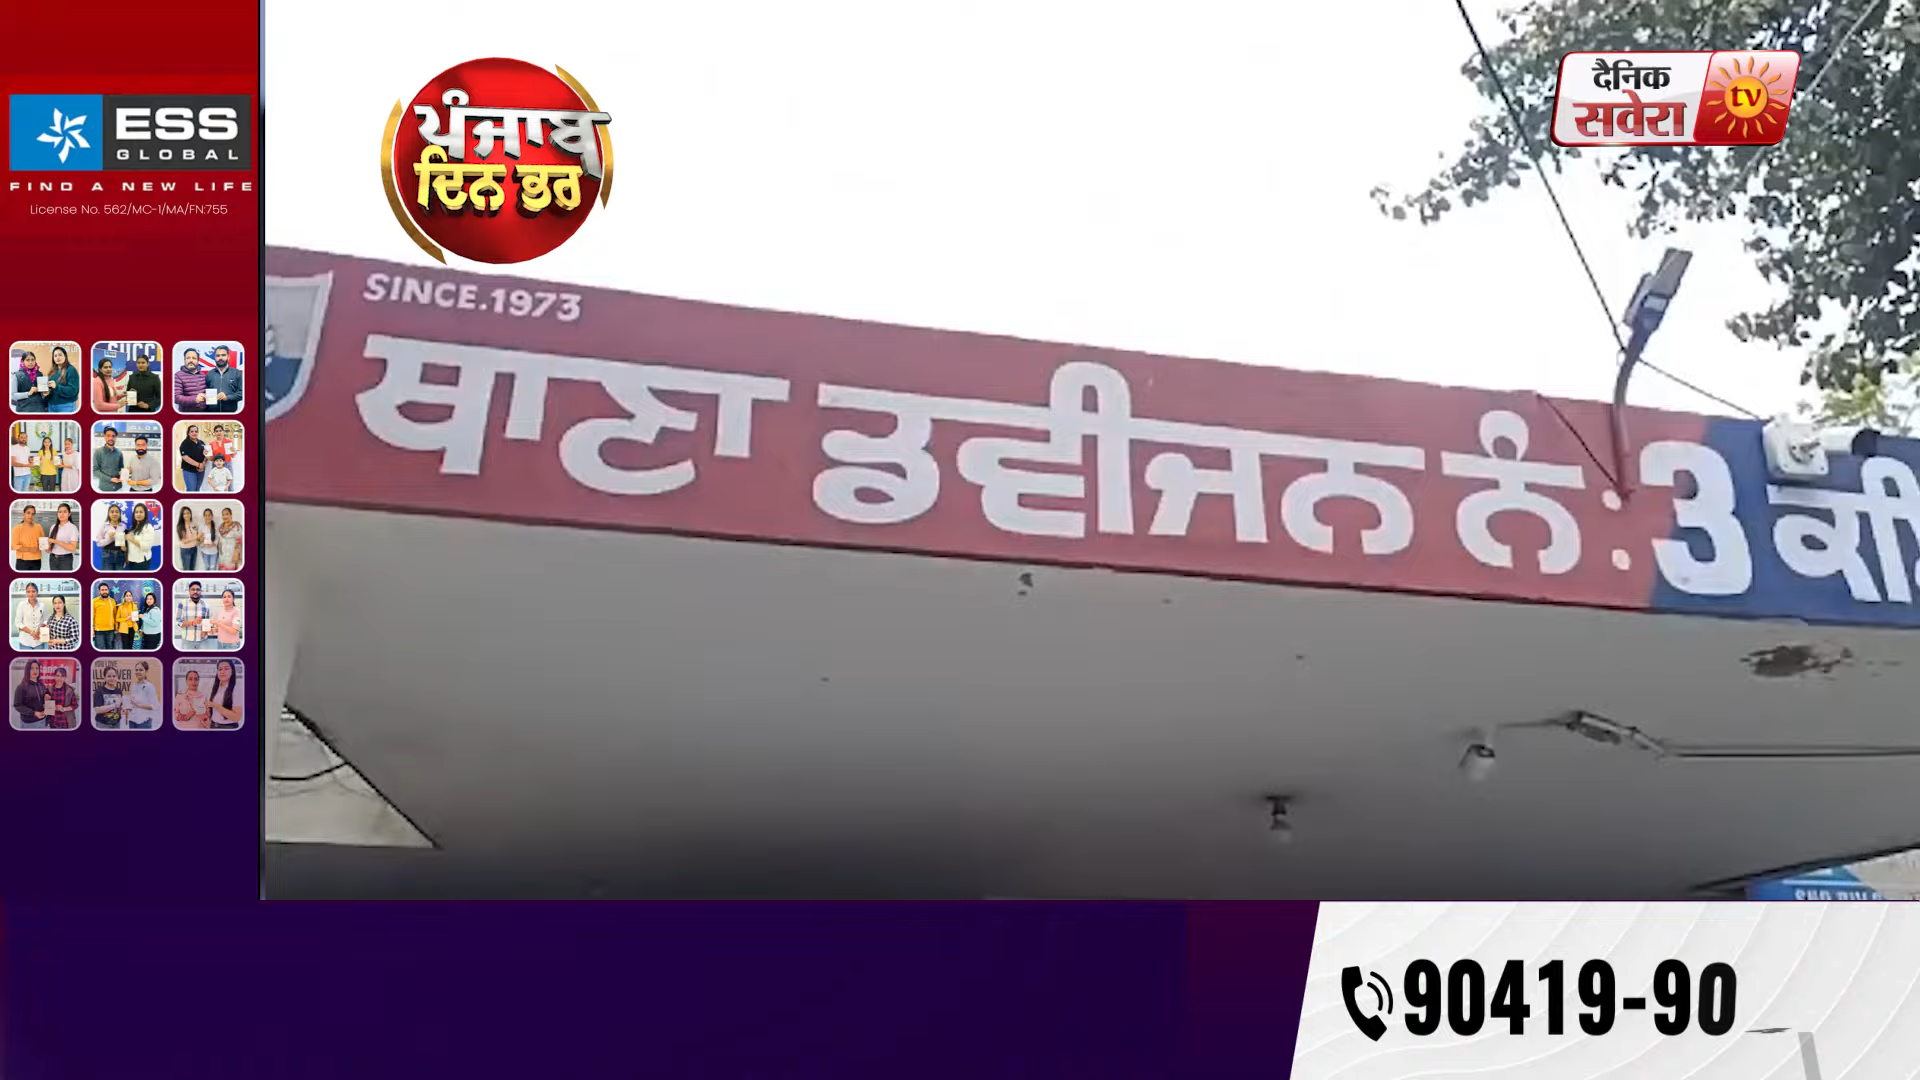 ESS
GLOBAL
FIND A NEW LIFE
License No. 562/MC-1/MA/FN:755
ਪੰਜਾਬ
ਦਿਨ ਭਰ
दैनिक
सवेरा
tv
SINCE.1973
ਥਾਣਾ ਡਵੀਜਨ ਨੰ: 3
90419-90